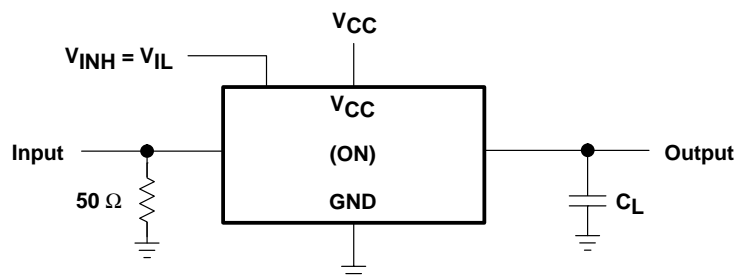 VCC
VINH = VIL
VCC
Input
(ON)
Output
50 Ω
GND
CL